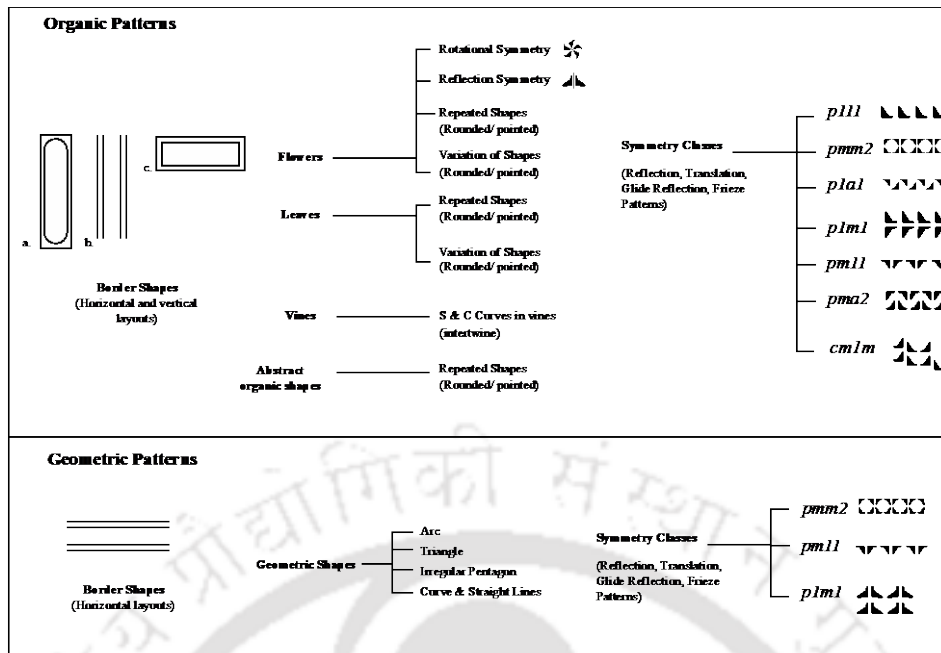 Organic Patterns
Rotational Symmetry
Reflection Symmetry
Repeated Shapes
(Rounded/ pointed)
Flowers
Variation of Shapes
(Rounded/ pointed)
Leaves
Repeated Shapes
(Rounded/ pointed)
Variation of Shapes
(Rounded/ pointed)
Vines
S & C Curves in vines
(intertwine)
Abstract
organic shapes
Repeated Shapes
(Rounded/ pointed)
a.
b.
c.
Border Shapes
(Horizontal and vertical
layouts)
Symmetry Classes
(Reflection, Translation,
Glide Reflection, Frieze
Patterns)
p111
pmm2
p1a1
p1m1
pm11
pma2
cm1m
Geometric Patterns
Border Shapes
(Horizontal layouts)
Geometric Shapes
Arc
Triangle
Irregular Pentagon
Curve & Straight Lines
Symmetry Classes
(Reflection, Translation,
Glide Reflection, Frieze
Patterns)
pmm2
pm11
p1m1
प्रौद्योगिकी संस्थान